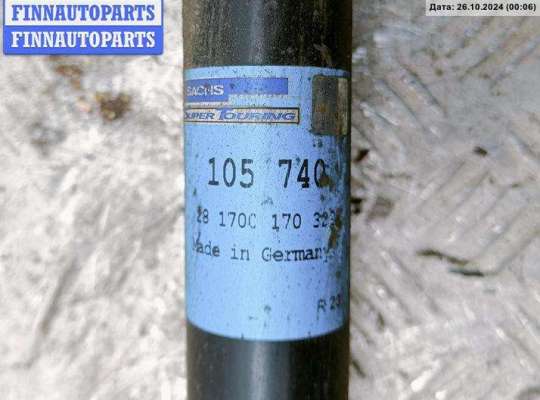 FINNAUTOPARTS
FINNAUTOPARTS
Дата: 26.10.2024 (00:06)
SACHS
SUPER TOURING
105 740
28 1700 170
Made in Germany
R